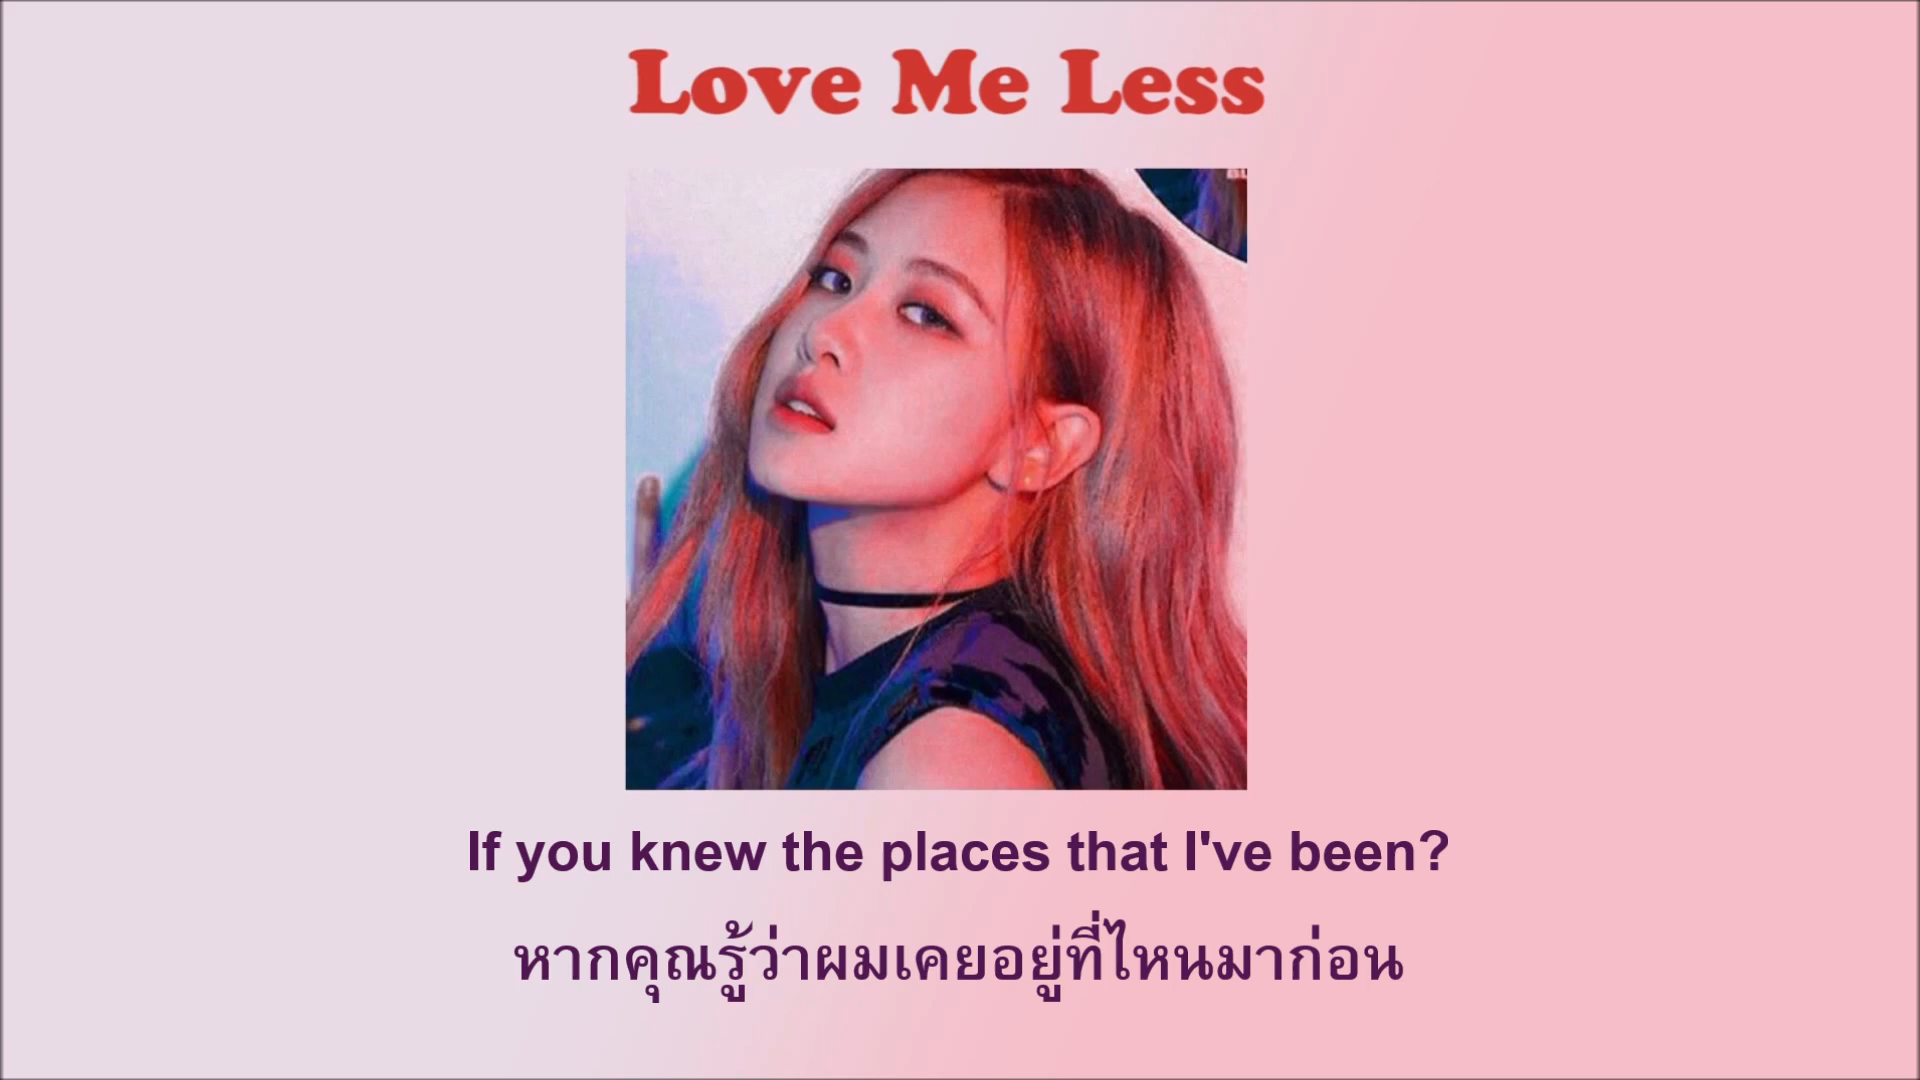 Love Me Less
If you knew the places that I've been?
หากคุณรู้ว่าผมเคยอยู่ที่ไหนมาก่อน